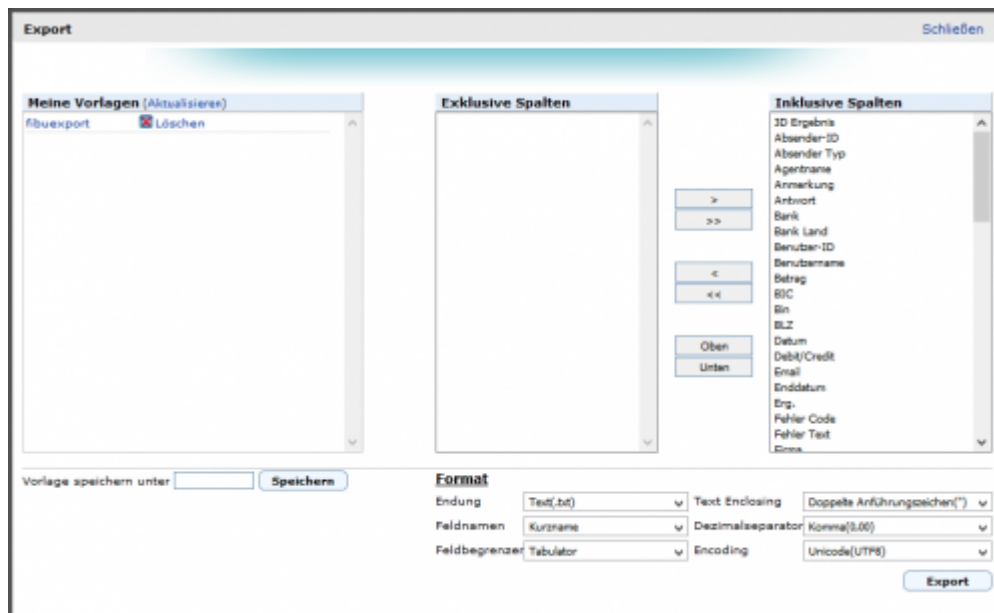 Export
Schließen
Meine Vorlagen (Aktualisieren)
fibuexport Löschen
Exklusive Spalten
Inklusive Spalten
3D Ergebnis
Absender-ID
Absender Typ
Agentname
Anmerkung
Antwort
Bank
Bank Land
Benutzer-ID
Benutzername
Betrag
BIC
Bin
BLZ
Datum
Debit/Credit
Email
Enddatum
Erg.
Fehler Code
Fehler Text
Firma
>
>>
<
<<
Oben
Unten
Vorlage speichern unter Speichern
Format
Endung Text(.txt) Text Enclosing Doppelte Anführungszeichen(")
Feldnamen Kurzname Dezimalseparator Komma(0,00)
Feldbegrenzer Tabulator Encoding Unicode(UTF8)
Export